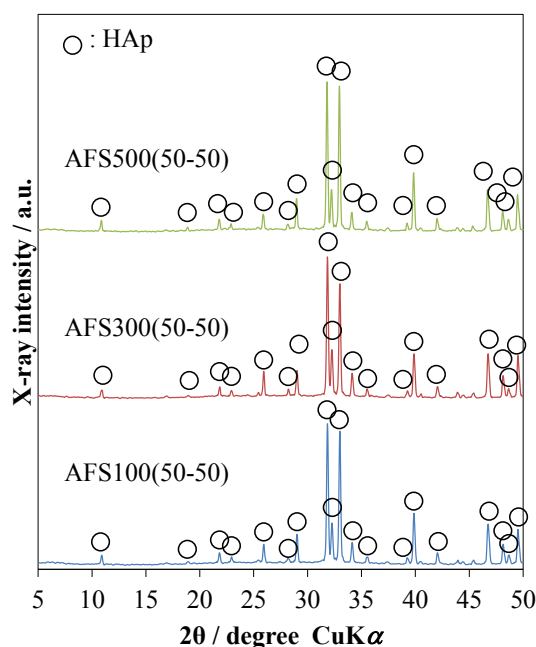 ○ : HAp
AFS500(50-50)
AFS300(50-50)
AFS100(50-50)
X-ray intensity / a.u.
5 10 15 20 25 30 35 40 45 50
2θ / degree CuKα